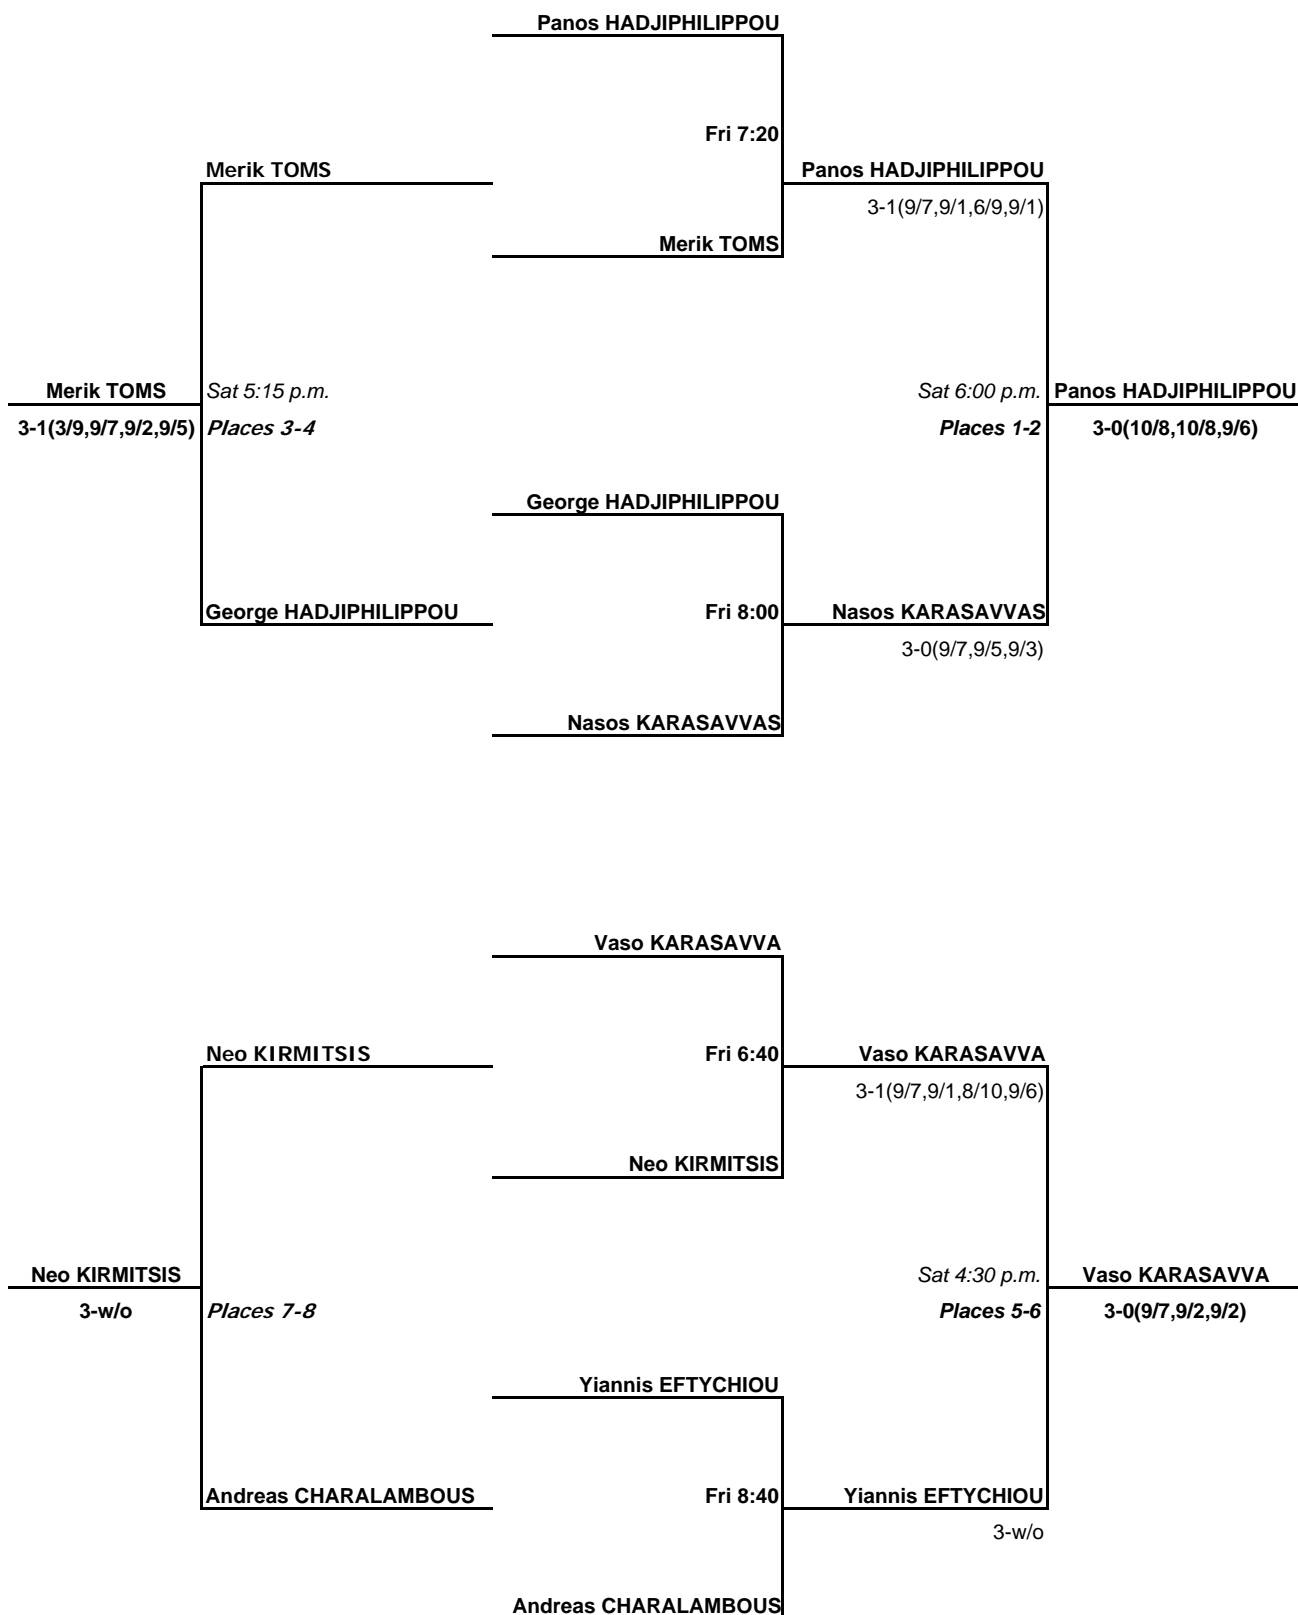 Panos HADJIPHILIPPOU
Fri 7:20
Merik TOMS
Panos HADJIPHILIPPOU
3-1(9/7,9/1,6/9,9/1)
Merik TOMS
Merik TOMS
Sat 5:15 p.m.
Sat 6:00 p.m.
Panos HADJIPHILIPPOU
3-1(3/9,9/7,9/2,9/5)
Places 3-4
Places 1-2
3-0(10/8,10/8,9/6)
George HADJIPHILIPPOU
George HADJIPHILIPPOU
Fri 8:00
Nasos KARASAVVAS
3-0(9/7,9/5,9/3)
Nasos KARASAVVAS
Vaso KARASAVVA
Neo KIRMITSIS
Fri 6:40
Vaso KARASAVVA
3-1(9/7,9/1,8/10,9/6)
Neo KIRMITSIS
Neo KIRMITSIS
Sat 4:30 p.m.
Vaso KARASAVVA
3-w/o
Places 7-8
Places 5-6
3-0(9/7,9/2,9/2)
Yiannis EFTYCHIOU
Andreas CHARALAMBOUS
Fri 8:40
Yiannis EFTYCHIOU
3-w/o
Andreas CHARALAMBOUS